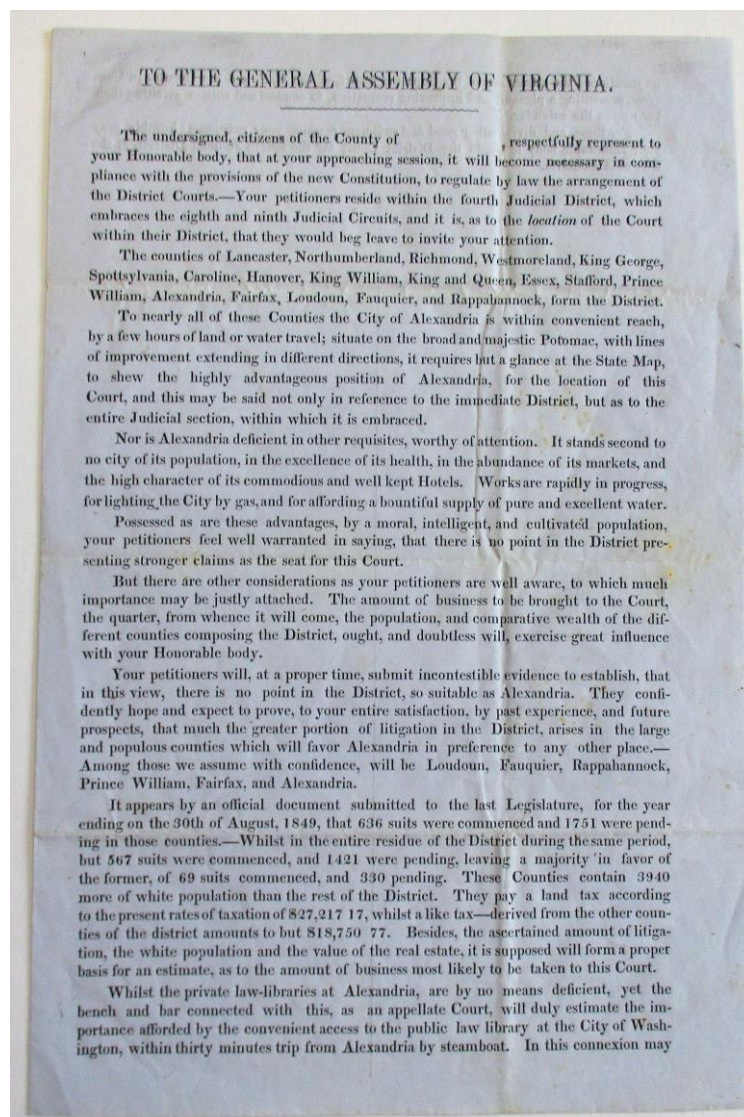 TO THE GENERAL ASSEMBLY OF VIRGINIA.
The undersigned, citizens of the County of , respectfully represent to
your Honorable body, that at your approaching session, it will become necessary in com-
pliance with the provisions of the new Constitution, to regulate by law the arrangement of
the District Courts.—Your petitioners reside within the fourth Judicial District, which
embraces the eighth and ninth Judicial Circuits, and it is, as to the location of the Court
within their District, that they would beg leave to invite your attention.
The counties of Lancaster, Northumberland, Richmond, Westmoreland, King George,
Spottsylvania, Caroline, Hanover, King William, King and Queen, Essex, Stafford, Prince
William, Alexandria, Fairfax, Loudoun, Fauquier, and Rappahannock, form the District.
To nearly all of these Counties the City of Alexandria is within convenient reach,
by a few hours of land or water travel; situate on the broad and majestic Potomac, with lines
of improvement extending in different directions, it requires but a glance at the State Map,
to shew the highly advantageous position of Alexandria, for the location of this
Court, and this may be said not only in reference to the immediate District, but as to the
entire Judicial section, within which it is embraced.
Nor is Alexandria deficient in other requisites, worthy of attention. It stands second to
no city of its population, in the excellence of its health, in the abundance of its markets, and
the high character of its commodious and well kept Hotels. Works are rapidly in progress,
for lighting the City by gas, and for affording a bountiful supply of pure and excellent water.
Possessed as are these advantages, by a moral, intelligent, and cultivated population,
your petitioners feel well warranted in saying, that there is no point in the District pre-
senting stronger claims as the seat for this Court.
But there are other considerations as your petitioners are well aware, to which much
importance may be justly attached. The amount of business to be brought to the Court,
the quarter, from whence it will come, the population, and comparative wealth of the dif-
ferent counties composing the District, ought, and doubtless will, exercise great influence
with your Honorable body.
Your petitioners will, at a proper time, submit incontestible evidence to establish, that
in this view, there is no point in the District, so suitable as Alexandria. They confi-
dently hope and expect to prove, to your entire satisfaction, by past experience, and future
prospects, that much the greater portion of litigation in the District, arises in the large
and populous counties which will favor Alexandria in preference to any other place.—
Among those we assume with confidence, will be Loudoun, Fauquier, Rappahannock,
Prince William, Fairfax, and Alexandria.
It appears by an official document submitted to the last Legislature, for the year
ending on the 30th of August, 1849, that 636 suits were commenced and 1751 were pend-
ing in those counties.—Whilst in the entire residue of the District during the same period,
but 567 suits were commenced, and 1421 were pending, leaving a majority in favor of
the former, of 69 suits commenced, and 330 pending. These Counties contain 3940
more of white population than the rest of the District. They pay a land tax according
to the present rates of taxation of $27,217 17, whilst a like tax—derived from the other coun-
ties of the district amounts to but $18,750 77. Besides, the ascertained amount of litiga-
tion, the white population and the value of the real estate, it is supposed will form a proper
basis for an estimate, as to the amount of business most likely to be taken to this Court.
Whilst the private law-libraries at Alexandria, are by no means deficient, yet the
bench and bar connected with this, as an appellate Court, will duly estimate the im-
portance afforded by the convenient access to the public law library at the City of Wash-
ington, within thirty minutes trip from Alexandria by steamboat. In this connexion may